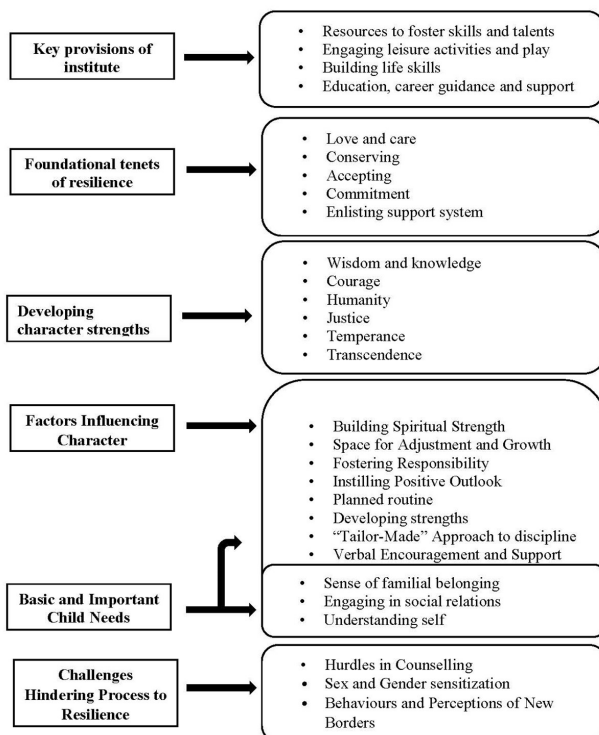 Key provisions of
institute
• Resources to foster skills and talents
• Engaging leisure activities and play
• Building life skills
• Education, career guidance and support
Foundational tenets
of resilience
• Love and care
• Conserving
• Accepting
• Commitment
• Enlisting support system
Developing
character strengths
• Wisdom and knowledge
• Courage
• Humanity
• Justice
• Temperance
• Transcendence
Factors Influencing
Character
• Building Spiritual Strength
• Space for Adjustment and Growth
• Fostering Responsibility
• Instilling Positive Outlook
• Planned routine
• Developing strengths
• “Tailor-Made” Approach to discipline
• Verbal Encouragement and Support
Basic and Important
Child Needs
• Sense of familial belonging
• Engaging in social relations
• Understanding self
Challenges
Hindering Process to
Resilience
• Hurdles in Counselling
• Sex and Gender sensitization
• Behaviours and Perceptions of New
Borders